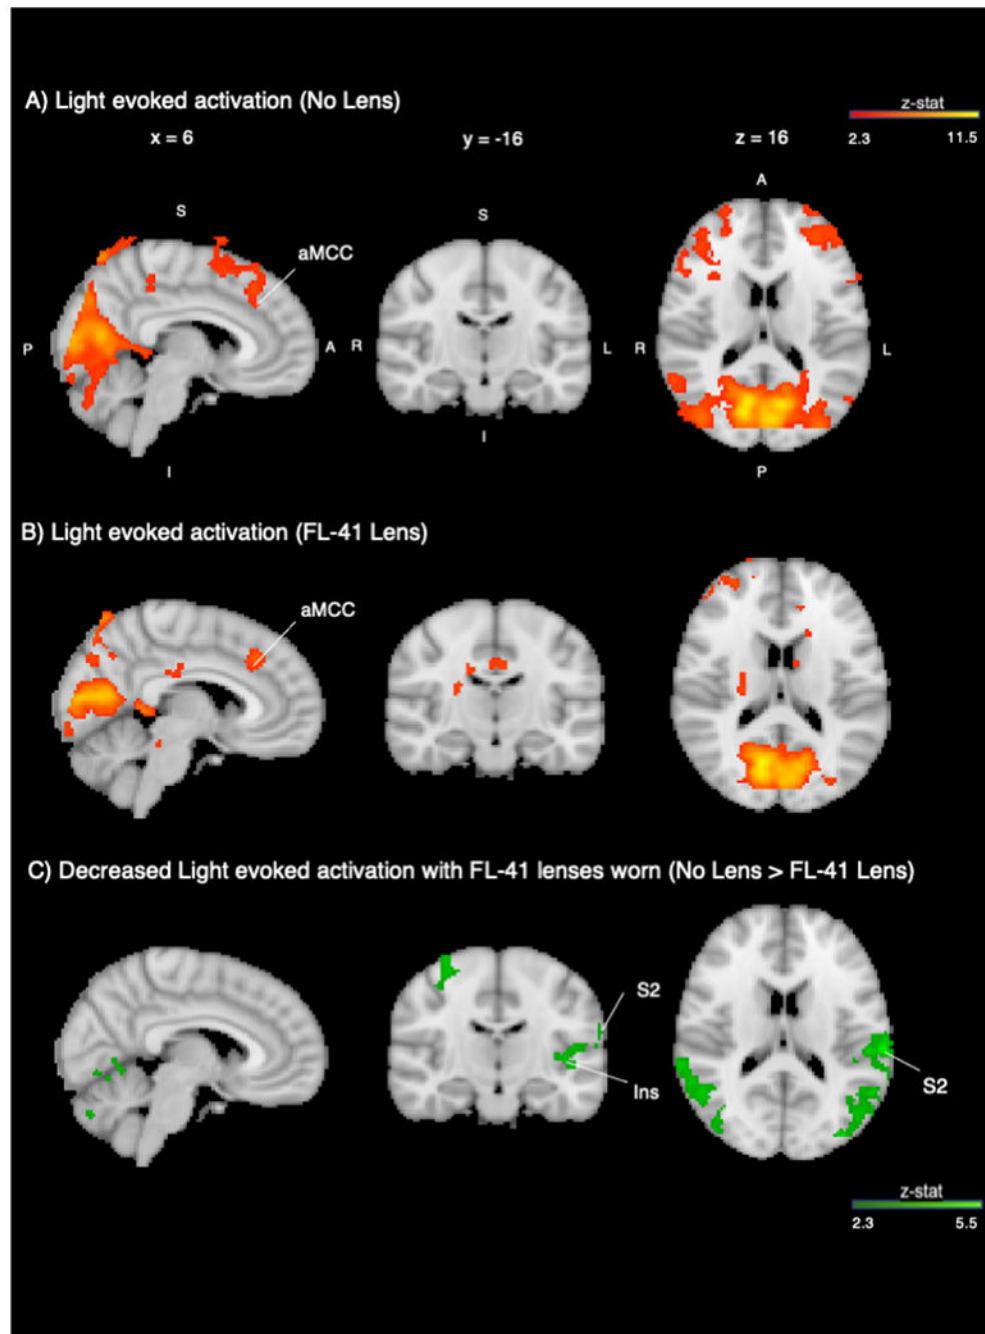 A) Light evoked activation (No Lens)
z-stat
2.3 11.5
x = 6 y = -16 z = 16
A
S S
aMCC
P A R L R L
I
I P
B) Light evoked activation (FL-41 Lens)
aMCC
C) Decreased Light evoked activation with FL-41 lenses worn (No Lens > FL-41 Lens)
S2
Ins S2
z-stat
2.3 5.5